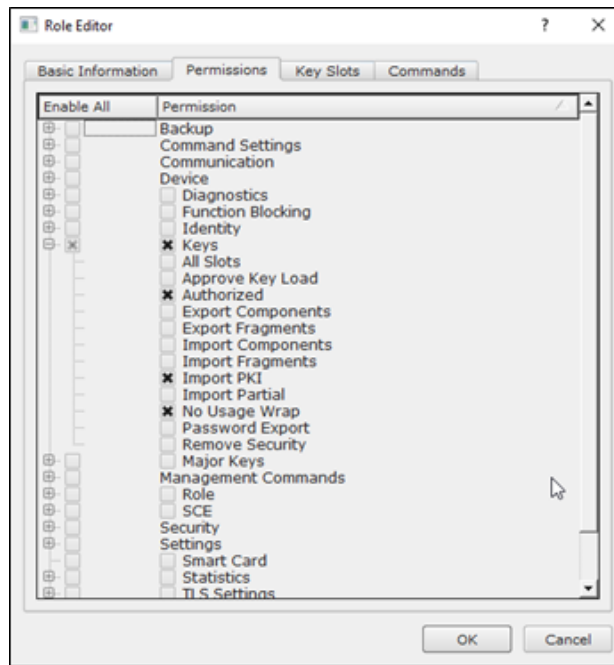 Role Editor
Basic Information Permissions Key Slots Commands
Enable All Permission
Backup
Command Settings
Communication
Device
Diagnostics
Function Blocking
Identity
Keys
All Slots
Approve Key Load
Authorized
Export Components
Export Fragments
Import Components
Import Fragments
Import PKI
Import Partial
No Usage Wrap
Password Export
Remove Security
Major Keys
Management Commands
Role
SCE
Security
Settings
Smart Card
Statistics
TLS Settings
OK Cancel